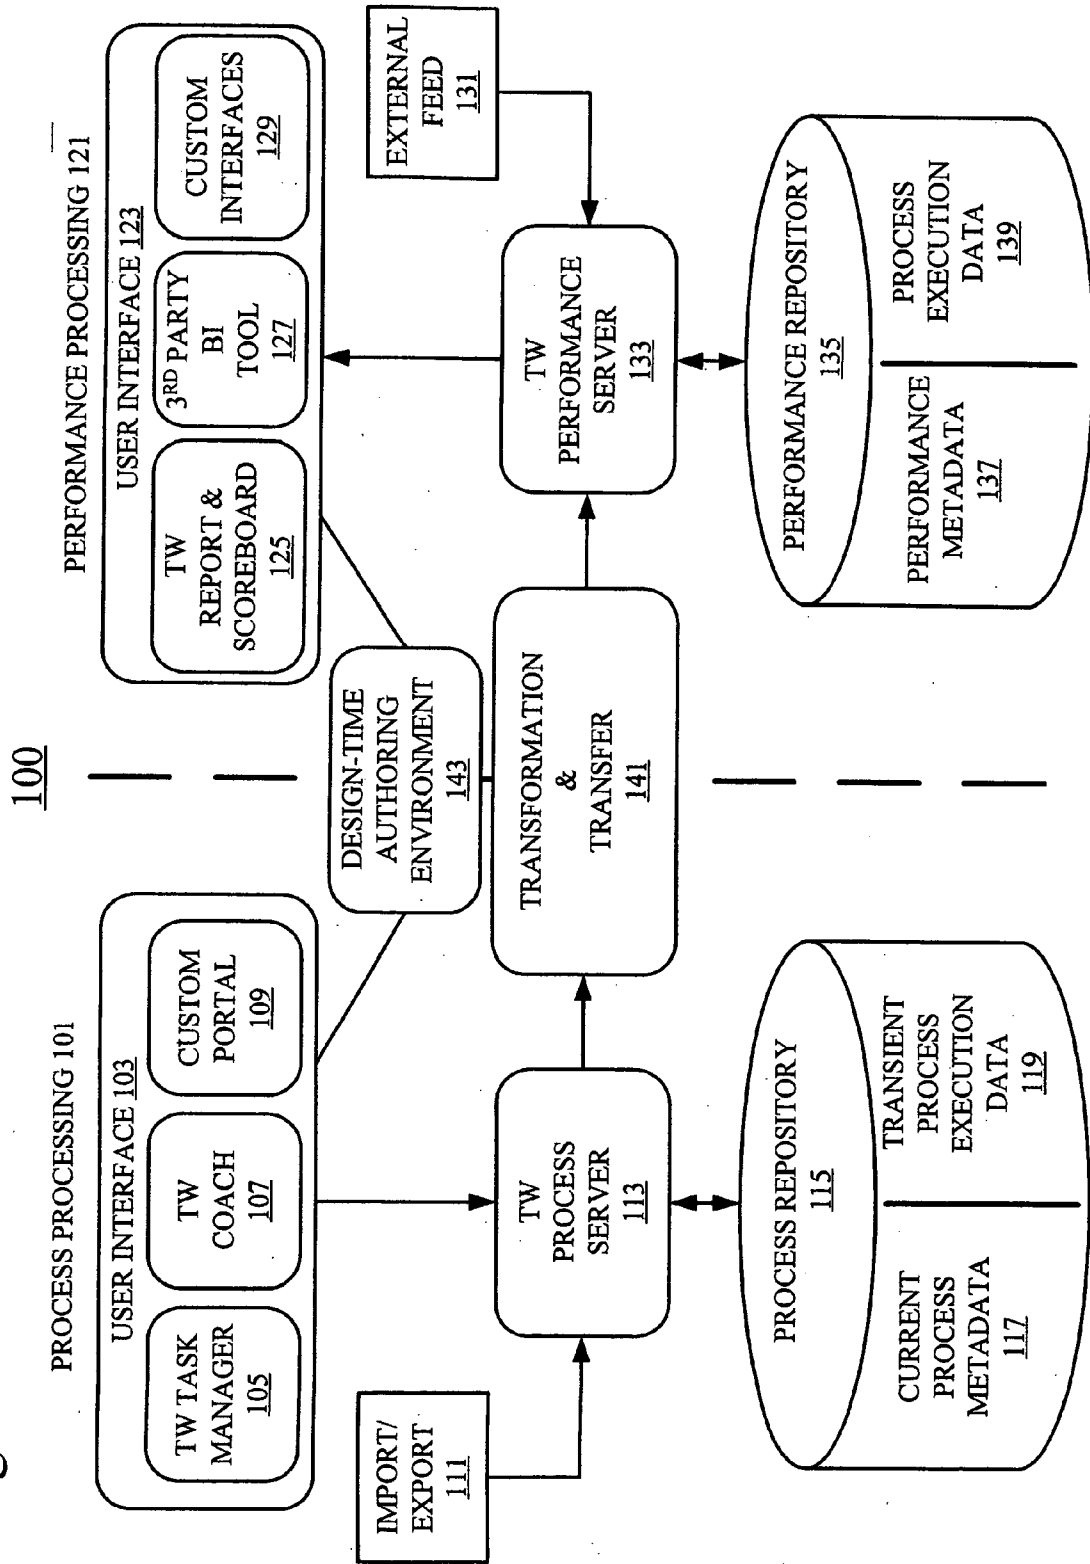 100
PROCESS PROCESSING 101
USER INTERFACE 103
TW TASK
MANAGER
105
TW
COACH
107
CUSTOM
PORTAL
109
IMPORT/
EXPORT
111
TW
PROCESS
SERVER
113
PROCESS REPOSITORY
115
CURRENT
PROCESS
METADATA
117
TRANSIENT
PROCESS
EXECUTION
DATA
119
DESIGN-TIME
AUTHORING
ENVIRONMENT
143
TRANSFORMATION
&
TRANSFER
141
PERFORMANCE PROCESSING 121
USER INTERFACE 123
TW
REPORT &
SCOREBOARD
125
3RD PARTY
BI
TOOL
127
CUSTOM
INTERFACES
129
EXTERNAL
FEED
131
TW
PERFORMANCE
SERVER
133
PERFORMANCE REPOSITORY
135
PERFORMANCE
METADATA
137
PROCESS
EXECUTION
DATA
139